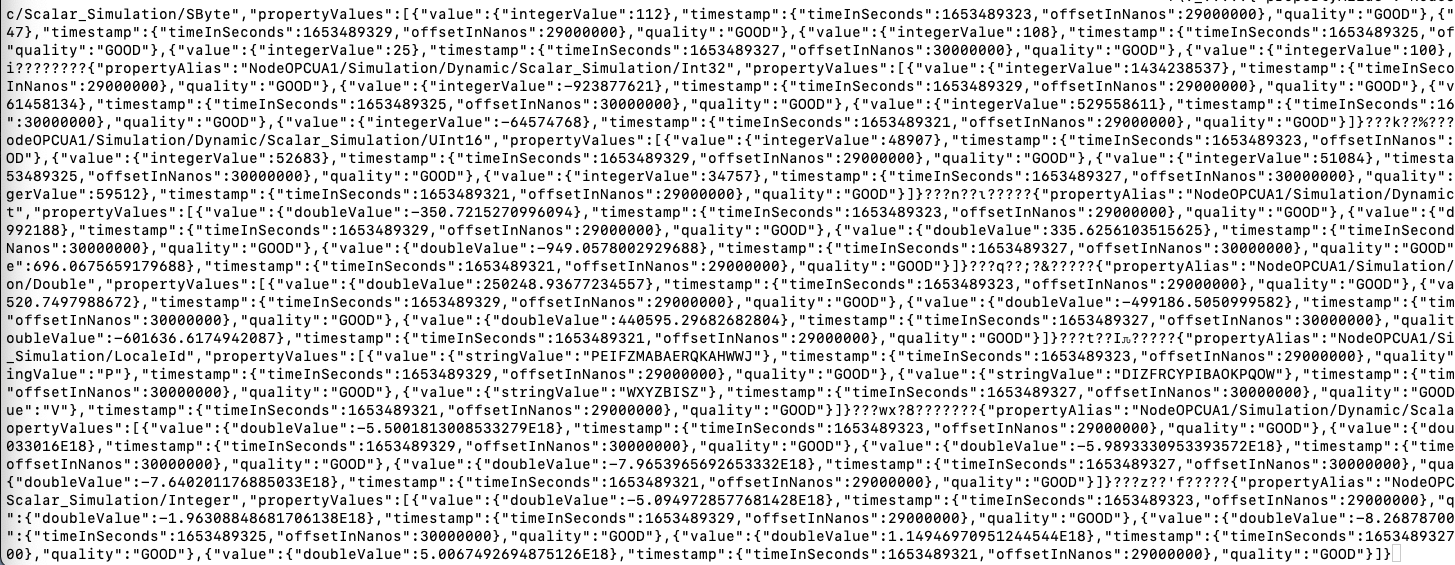 c/Scalar_Simulation/SByte","propertyValues":[{"value":{"integerValue":112},"timestamp":{"timeInSeconds":1653489323,"offsetInNanos":29000000},"quality":"GOOD"},{"value":{"in
47},"timestamp":{"timeInSeconds":1653489329,"offsetInNanos":29000000},"quality":"GOOD"},{"value":{"integerValue":108},"timestamp":{"timeInSeconds":1653489325,"of
"quality":"GOOD"},{"value":{"integerValue":25},"timestamp":{"timeInSeconds":1653489327,"offsetInNanos":30000000},"quality":"GOOD"},{"value":{"integerValue":100},
i????????{"propertyAlias":"NodeOPCUA1/Simulation/Dynamic/Scalar_Simulation/Int32","propertyValues":[{"value":{"integerValue":1434238537},"timestamp":{"timeInSeco
InNanos":29000000},"quality":"GOOD"},{"value":{"integerValue":-923877621},"timestamp":{"timeInSeconds":1653489329,"offsetInNanos":29000000},"quality":"GOOD"},{"v
61458134},"timestamp":{"timeInSeconds":1653489325,"offsetInNanos":30000000},"quality":"GOOD"},{"value":{"integerValue":529558611},"timestamp":{"timeInSeconds":16
":30000000},"quality":"GOOD"},{"value":{"integerValue":-64574768},"timestamp":{"timeInSeconds":1653489321,"offsetInNanos":29000000},"quality":"GOOD"}]}????k??%???
odeOPCUA1/Simulation/Dynamic/Scalar_Simulation/UInt16","propertyValues":[{"value":{"integerValue":48907},"timestamp":{"timeInSeconds":1653489323,"offsetInNanos":
OD"},{"value":{"integerValue":52683},"timestamp":{"timeInSeconds":1653489329,"offsetInNanos":29000000},"quality":"GOOD"},{"value":{"integerValue":51084},"timesta
53489325,"offsetInNanos":30000000},"quality":"GOOD"},{"value":{"integerValue":34757},"timestamp":{"timeInSeconds":1653489327,"offsetInNanos":30000000},"quality":
gerValue":59512},"timestamp":{"timeInSeconds":1653489321,"offsetInNanos":29000000},"quality":"GOOD"}]}???n??ι?????{"propertyAlias":"NodeOPCUA1/Simulation/Dynamic
t","propertyValues":[{"value":{"doubleValue":-350.7215270996094},"timestamp":{"timeInSeconds":1653489323,"offsetInNanos":29000000},"quality":"GOOD"},{"value":{"d
992188},"timestamp":{"timeInSeconds":1653489329,"offsetInNanos":29000000},"quality":"GOOD"},{"value":{"doubleValue":335.6256103515625},"timestamp":{"timeInSecond
Nanos":30000000},"quality":"GOOD"},{"value":{"doubleValue":-949.0578002929688},"timestamp":{"timeInSeconds":1653489327,"offsetInNanos":30000000},"quality":"GOOD"
e":696.0675659179688},"timestamp":{"timeInSeconds":1653489321,"offsetInNanos":29000000},"quality":"GOOD"}]}???q??;?&?????{"propertyAlias":"NodeOPCUA1/Simulation/
on/Double","propertyValues":[{"value":{"doubleValue":250248.93677234557},"timestamp":{"timeInSeconds":1653489323,"offsetInNanos":29000000},"quality":"GOOD"},{"va
520.7497988672},"timestamp":{"timeInSeconds":1653489329,"offsetInNanos":29000000},"quality":"GOOD"},{"value":{"doubleValue":-499186.5050999582},"timestamp":{"tim
"offsetInNanos":30000000},"quality":"GOOD"},{"value":{"doubleValue":440595.29682682804},"timestamp":{"timeInSeconds":1653489327,"offsetInNanos":30000000},"qualit
oubleValue":-601636.6174942087},"timestamp":{"timeInSeconds":1653489321,"offsetInNanos":29000000},"quality":"GOOD"}]}???t??Iԉ?????{"propertyAlias":"NodeOPCUA1/Si
_Simulation/LocaleId","propertyValues":[{"value":{"stringValue":"PEIFZMABAERQKAHWWJ"},"timestamp":{"timeInSeconds":1653489323,"offsetInNanos":29000000},"quality"
ingValue":"P"},"timestamp":{"timeInSeconds":1653489329,"offsetInNanos":29000000},"quality":"GOOD"},{"value":{"stringValue":"DIZFRCYPIBAOKPQOW"},"timestamp":{"tim
"offsetInNanos":30000000},"quality":"GOOD"},{"value":{"stringValue":"WXYZBISZ"},"timestamp":{"timeInSeconds":1653489327,"offsetInNanos":30000000},"quality":"GOOD
ue":"V"},"timestamp":{"timeInSeconds":1653489321,"offsetInNanos":29000000},"quality":"GOOD"}]}???wx?8???????{"propertyAlias":"NodeOPCUA1/Simulation/Dynamic/Scala
opertyValues":[{"value":{"doubleValue":-5.5001813008533279E18},"timestamp":{"timeInSeconds":1653489323,"offsetInNanos":29000000},"quality":"GOOD"},{"value":{"dou
033016E18},"timestamp":{"timeInSeconds":1653489329,"offsetInNanos":30000000},"quality":"GOOD"},{"value":{"doubleValue":-5.9893330953393572E18},"timestamp":{"time
offsetInNanos":30000000},"quality":"GOOD"},{"value":{"doubleValue":-7.9653965692653332E18},"timestamp":{"timeInSeconds":1653489327,"offsetInNanos":30000000},"qua
{"doubleValue":-7.640201176885033E18},"timestamp":{"timeInSeconds":1653489321,"offsetInNanos":29000000},"quality":"GOOD"}]}???z??'f?????{"propertyAlias":"NodeOPC
Scalar_Simulation/Integer","propertyValues":[{"value":{"doubleValue":-5.0949728577681428E18},"timestamp":{"timeInSeconds":1653489323,"offsetInNanos":29000000},"q
":{"doubleValue":-1.96308848681706138E18},"timestamp":{"timeInSeconds":1653489329,"offsetInNanos":29000000},"quality":"GOOD"},{"value":{"doubleValue":-8.26878700
":{"timeInSeconds":1653489325,"offsetInNanos":30000000},"quality":"GOOD"},{"value":{"doubleValue":1.14946970951244544E18},"timestamp":{"timeInSeconds":1653489327
00},"quality":"GOOD"},{"value":{"doubleValue":5.0067492694875126E18},"timestamp":{"timeInSeconds":1653489321,"offsetInNanos":29000000},"quality":"GOOD"}]}